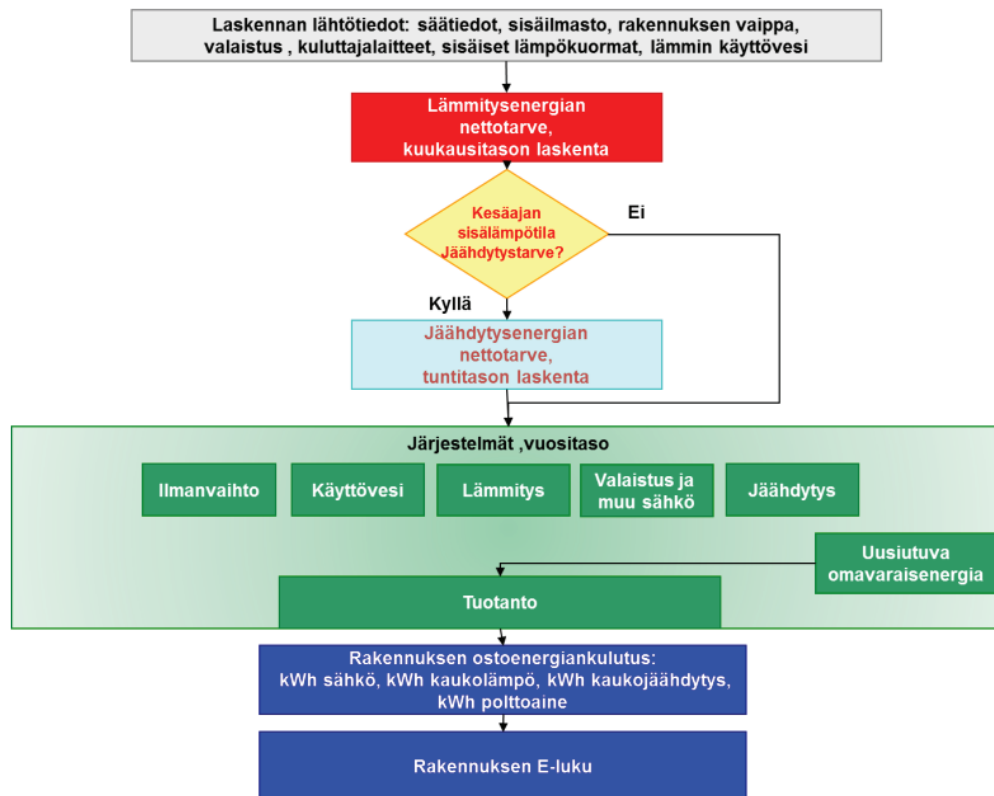 Laskennan lähtötiedot: säätiedot, sisäilmasto, rakennuksen vaippa,
valaistus , kuluttajalaitteet, sisäiset lämpökuormat, lämmin käyttövesi
Lämmitysenergian
nettotarve,
kuukausitason laskenta
Kesäajan
sisälämpötila
Jäähdytystarve?
Ei
Kyllä
Jäähdytysenergian
nettotarve,
tuntitason laskenta
Järjestelmät ,vuositaso
Ilmanvaihto
Käyttövesi
Lämmitys
Valaistus ja
muu sähkö
Jäähdytys
Uusiutuva
omavaraisenergia
Tuotanto
Rakennuksen ostoenergiankulutus:
kWh sähkö, kWh kaukolämpö, kWh kaukojäähdytys,
kWh polttoaine
Rakennuksen E-luku